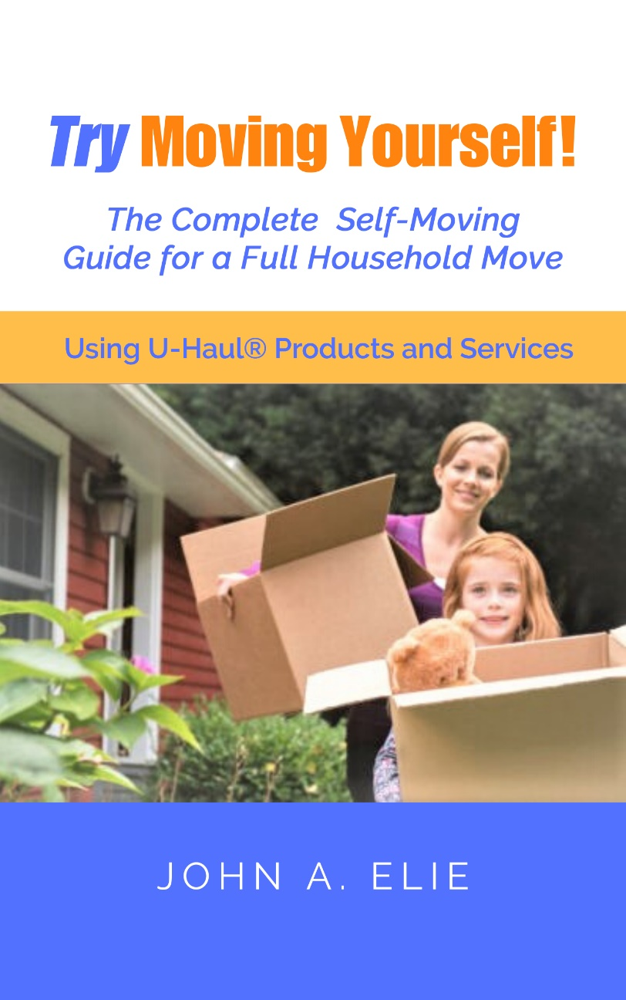 Try Moving Yourself!
The Complete  Self-Moving
Guide for a Full Household Move
Using U-Haul® Products and Services
JOHN A. ELIE